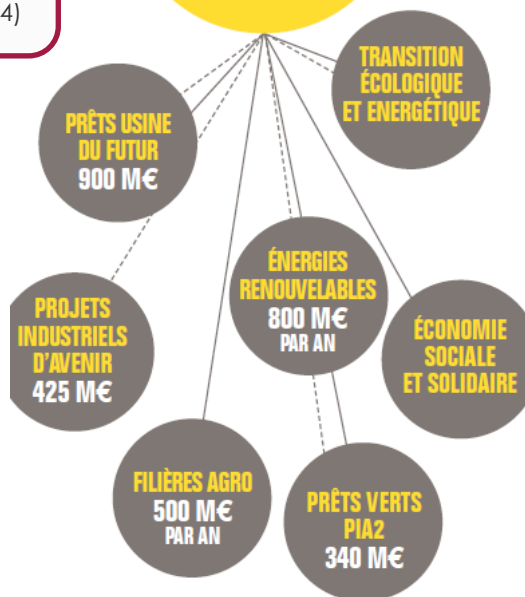 4)
TRANSITION
ÉCOLOGIQUE
ET ENERGÉTIQUE
PRÊTS USINE
DU FUTUR
900 M€
ÉNERGIES
RENOUVELABLES
800 M€
PAR AN
PROJETS
INDUSTRIELS
D’AVENIR
425 M€
ÉCONOMIE
SOCIALE
ET SOLIDAIRE
FILIÈRES AGRO
500 M€
PAR AN
PRÊTS VERTS
PIA2
340 M€